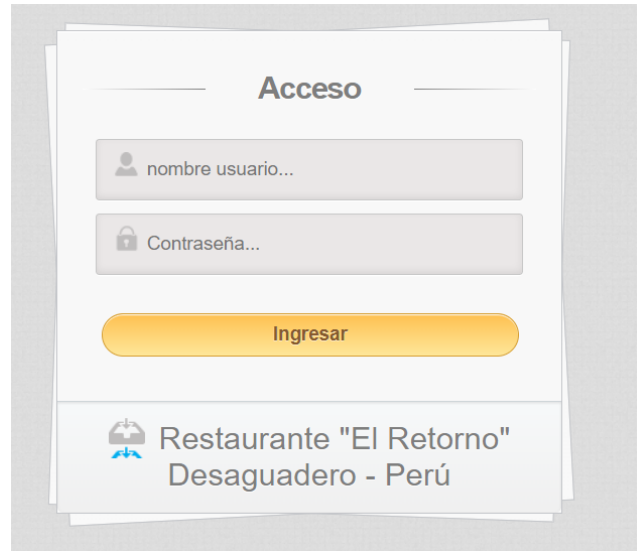 Acceso
nombre usuario...
Contraseña...
Ingresar
Restaurante "El Retorno"
Desaguadero - Perú